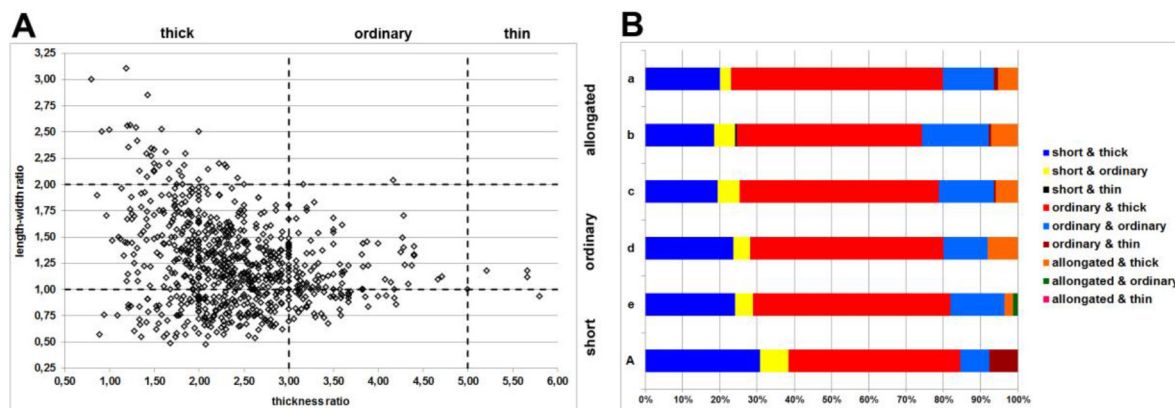 A
thick ordinary thin
3,25
3,00
2,75
2,50
2,25
2,00
1,75
1,50
1,25
1,00
0,75
0,50
0,25
length-width ratio
0,50 1,00 1,50 2,00 2,50 3,00 3,50 4,00 4,50 5,00 5,50 6,00
thickness ratio
allongated
ordinary
short
B
a
b
c
d
e
A
0% 10% 20% 30% 40% 50% 60% 70% 80% 90% 100%
short & thick
short & ordinary
short & thin
ordinary & thick
ordinary & ordinary
ordinary & thin
allongated & thick
allongated & ordinary
allongated & thin